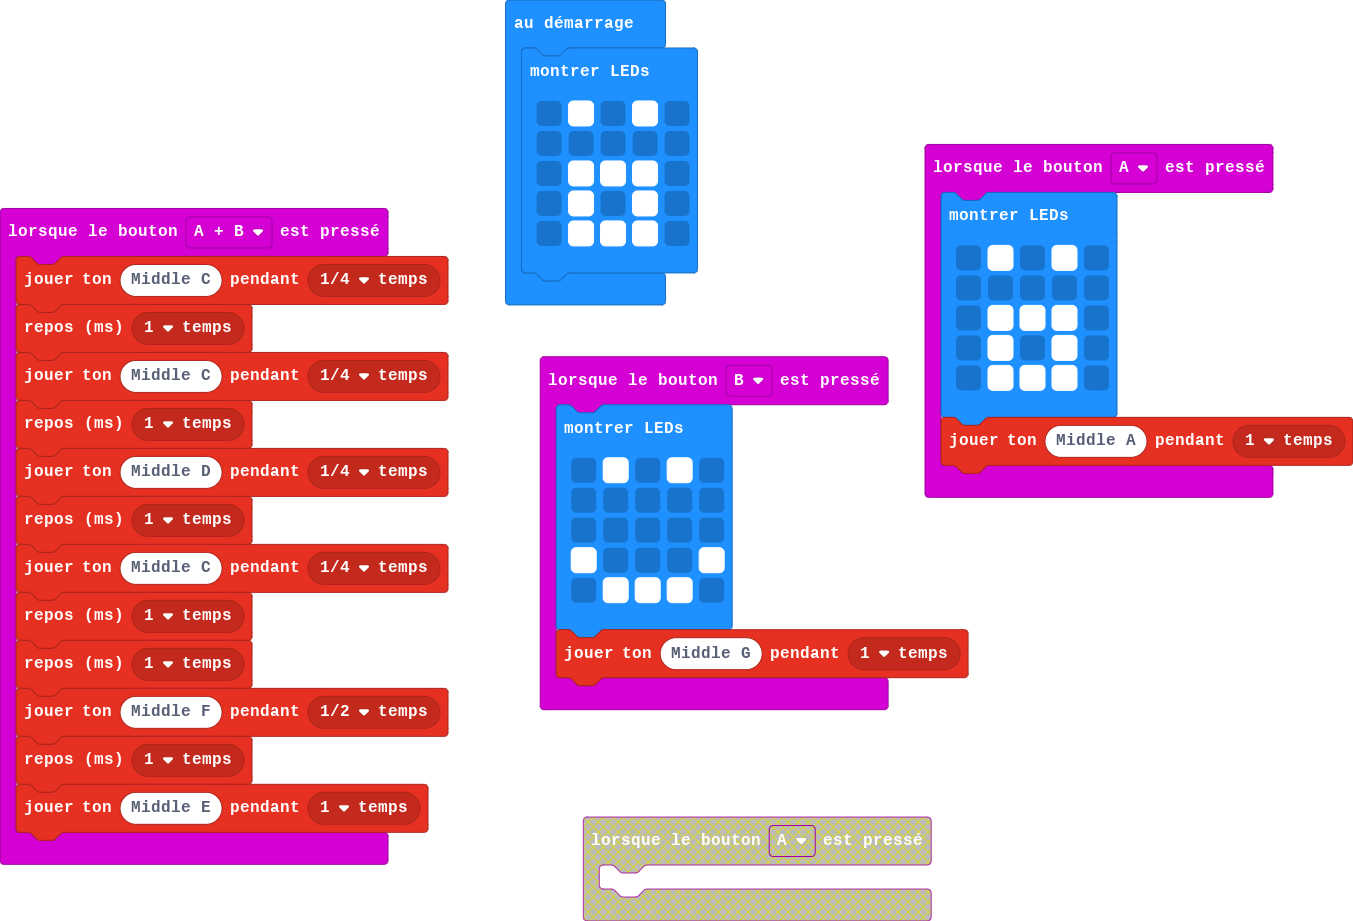 au démarrage
montrer LEDs
lorsque le bouton A est pressé
montrer LEDs
jouer ton Middle A pendant 1 temps
lorsque le bouton A + B est pressé
jouer ton Middle C pendant 1/4 temps
repos (ms) 1 temps
jouer ton Middle C pendant 1/4 temps
repos (ms) 1 temps
jouer ton Middle D pendant 1/4 temps
repos (ms) 1 temps
jouer ton Middle C pendant 1/4 temps
repos (ms) 1 temps
repos (ms) 1 temps
jouer ton Middle F pendant 1/2 temps
repos (ms) 1 temps
jouer ton Middle E pendant 1 temps
lorsque le bouton B est pressé
montrer LEDs
jouer ton Middle G pendant 1 temps
lorsque le bouton A est pressé